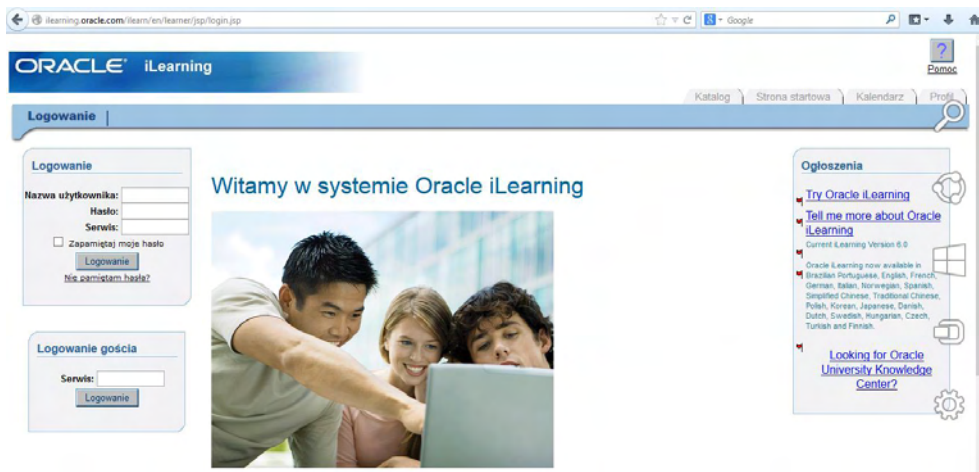 ilearning.oracle.com/ilearn/en/learner/jsp/login.jsp
Google
ORACLE iLearning
Pomoc
Katalog
Strona startowa
Kalendarz
Profil
Logowanie
Logowanie
Nazwa użytkownika:
Hasło:
Serwis:
Zapamiętaj moje hasło
Logowanie
Nie pamiętam hasła?
Logowanie gościa
Serwis:
Logowanie
Witamy w systemie Oracle iLearning
Ogłoszenia
Try Oracle iLearning
Tell me more about Oracle
iLearning
Current iLearning Version 6.0
Oracle iLearning now available in
Brazilian Portuguese, English, French,
German, Italian, Norwegian, Spanish,
Simplified Chinese, Traditional Chinese,
Polish, Korean, Japanese, Danish,
Dutch, Swedish, Hungarian, Czech,
Turkish and Finnish.
Looking for Oracle
University Knowledge
Center?